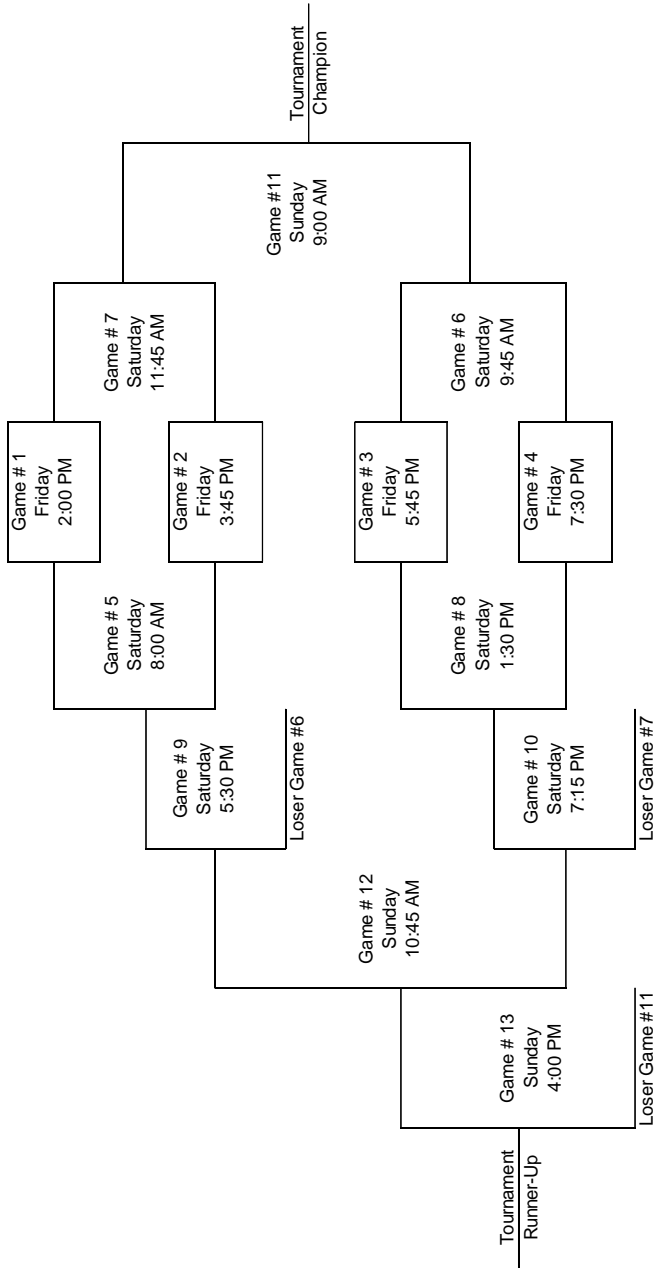 Tournament
Champion
Game #11
Sunday
9:00 AM
Game # 7
Saturday
11:45 AM
Game # 6
Saturday
9:45 AM
Game # 1
Friday
2:00 PM
Game # 2
Friday
3:45 PM
Game # 3
Friday
5:45 PM
Game # 4
Friday
7:30 PM
Game # 5
Saturday
8:00 AM
Game # 8
Saturday
1:30 PM
Game # 9
Saturday
5:30 PM
Loser Game #6
Game # 10
Saturday
7:15 PM
Loser Game #7
Game # 12
Sunday
10:45 AM
Game # 13
Sunday
4:00 PM
Loser Game #11
Tournament
Runner-Up